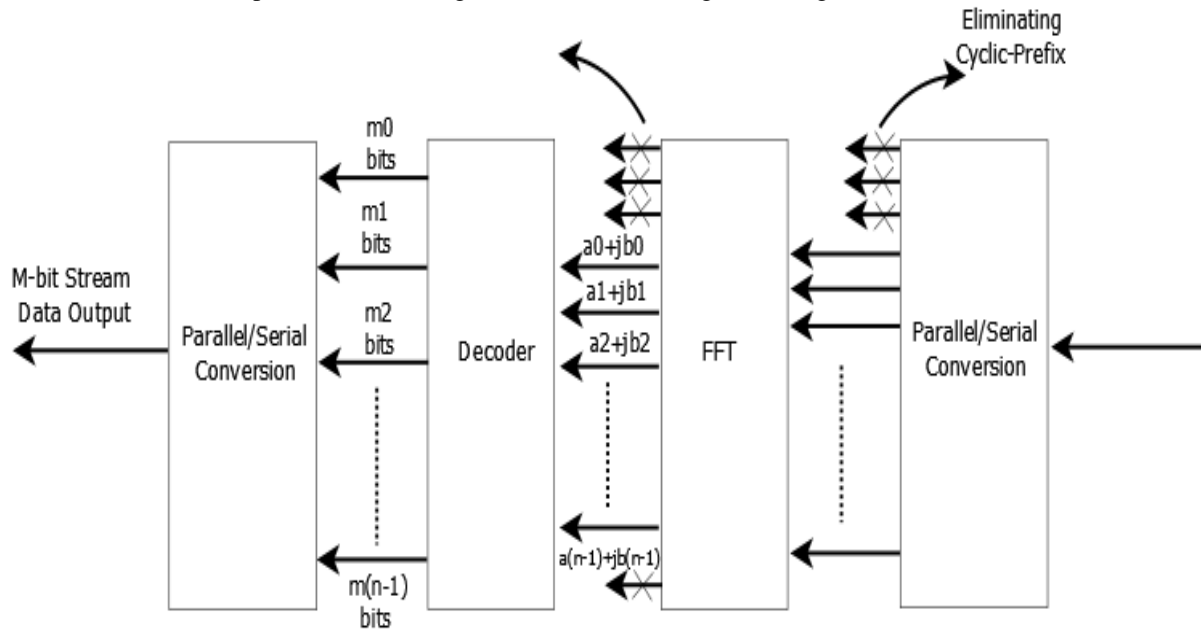 Eliminating
Cyclic-Prefix
m0
bits
m1
bits
m2
bits
m(n-1)
bits
M-bit Stream
Data Output
Parallel/Serial
Conversion
Decoder
a0+jb0
a1+jb1
a2+jb2
a(n-1)+jb(n-1)
FFT
Parallel/Serial
Conversion